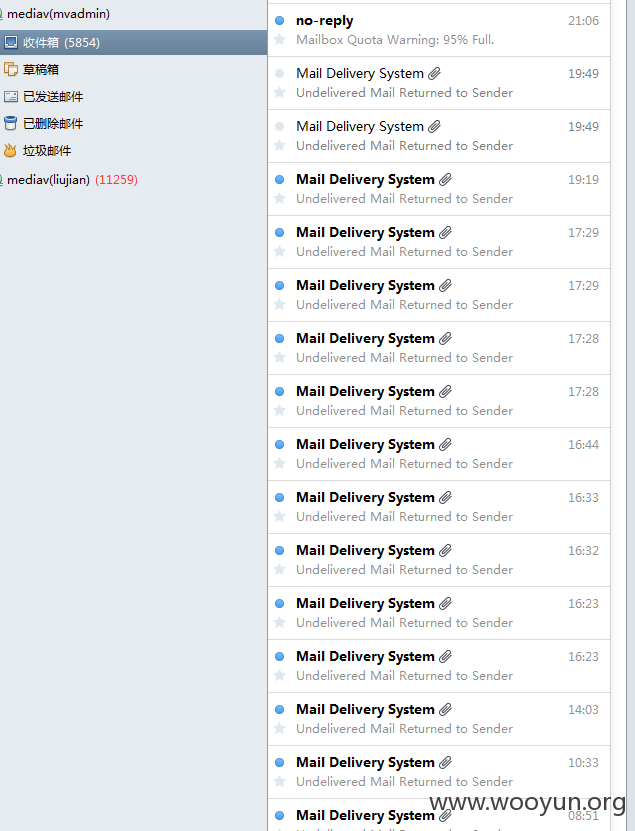 mediav(mvadmin)
收件箱 (5854)
草稿箱
已发送邮件
已删除邮件
垃圾邮件
mediav(liujian) (11259)
no-reply 21:06
Mailbox Quota Warning: 95% Full.
Mail Delivery System 19:49
Undelivered Mail Returned to Sender
Mail Delivery System 19:49
Undelivered Mail Returned to Sender
Mail Delivery System 19:19
Undelivered Mail Returned to Sender
Mail Delivery System 17:29
Undelivered Mail Returned to Sender
Mail Delivery System 17:29
Undelivered Mail Returned to Sender
Mail Delivery System 17:28
Undelivered Mail Returned to Sender
Mail Delivery System 17:28
Undelivered Mail Returned to Sender
Mail Delivery System 16:44
Undelivered Mail Returned to Sender
Mail Delivery System 16:33
Undelivered Mail Returned to Sender
Mail Delivery System 16:32
Undelivered Mail Returned to Sender
Mail Delivery System 16:23
Undelivered Mail Returned to Sender
Mail Delivery System 16:23
Undelivered Mail Returned to Sender
Mail Delivery System 14:03
Undelivered Mail Returned to Sender
Mail Delivery System 10:33
Undelivered Mail Returned to Sender
www.wooyun.org
Mail Delivery System 08:51